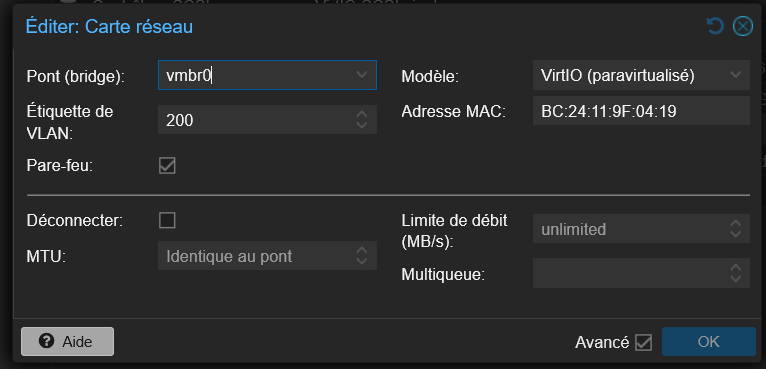 Éditer: Carte réseau
Pont (bridge): vmbr0
Modèle: VirtIO (paravirtualisé)
Étiquette de VLAN: 200
Adresse MAC: BC:24:11:9F:04:19
Pare-feu:
Déconnecter:
Limite de débit (MB/s): unlimited
MTU: Identique au pont
Multiqueue:
Aide
Avancé
OK